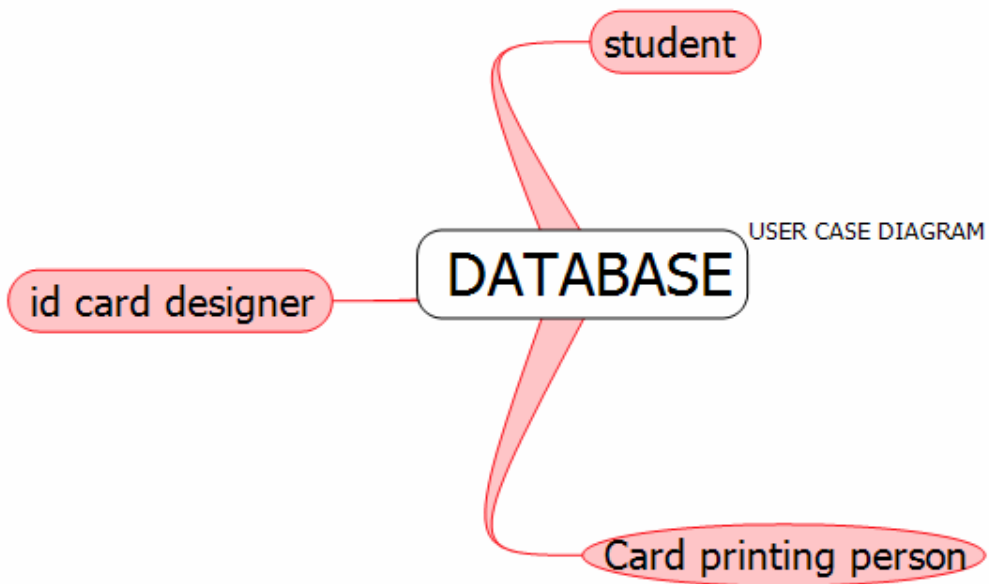 student
USER CASE DIAGRAM
DATABASE
id card designer
Card printing person